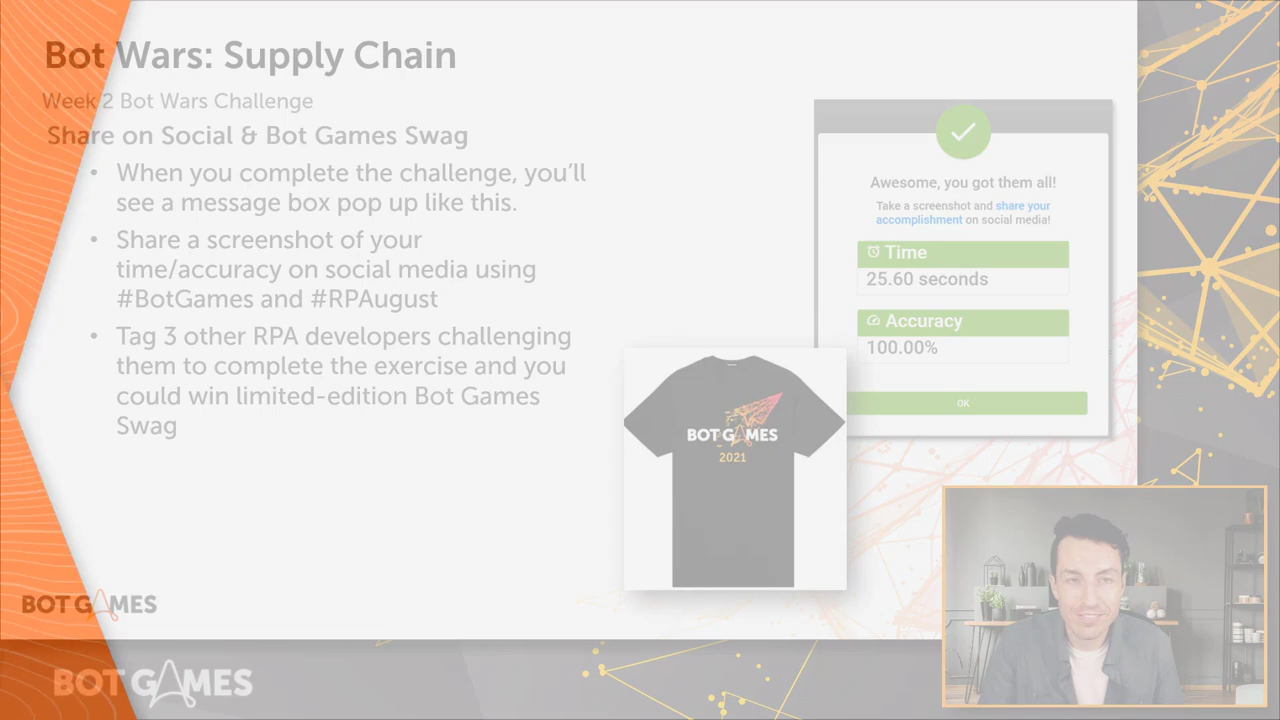 Bot Wars: Supply Chain
Week 2 Bot Wars Challenge
Share on Social & Bot Games Swag
• When you complete the challenge, you’ll
see a message box pop up like this.
• Share a screenshot of your
time/accuracy on social media using
#BotGames and #RPAugust
• Tag 3 other RPA developers challenging
them to complete the exercise and you
could win limited-edition Bot Games
Swag
Awesome, you got them all!
Take a screenshot and share your
accomplishment on social media!
Time
25.60 seconds
Accuracy
100.00%
OK
BOT GAMES
2021
BOT GAMES
BOT GAMES